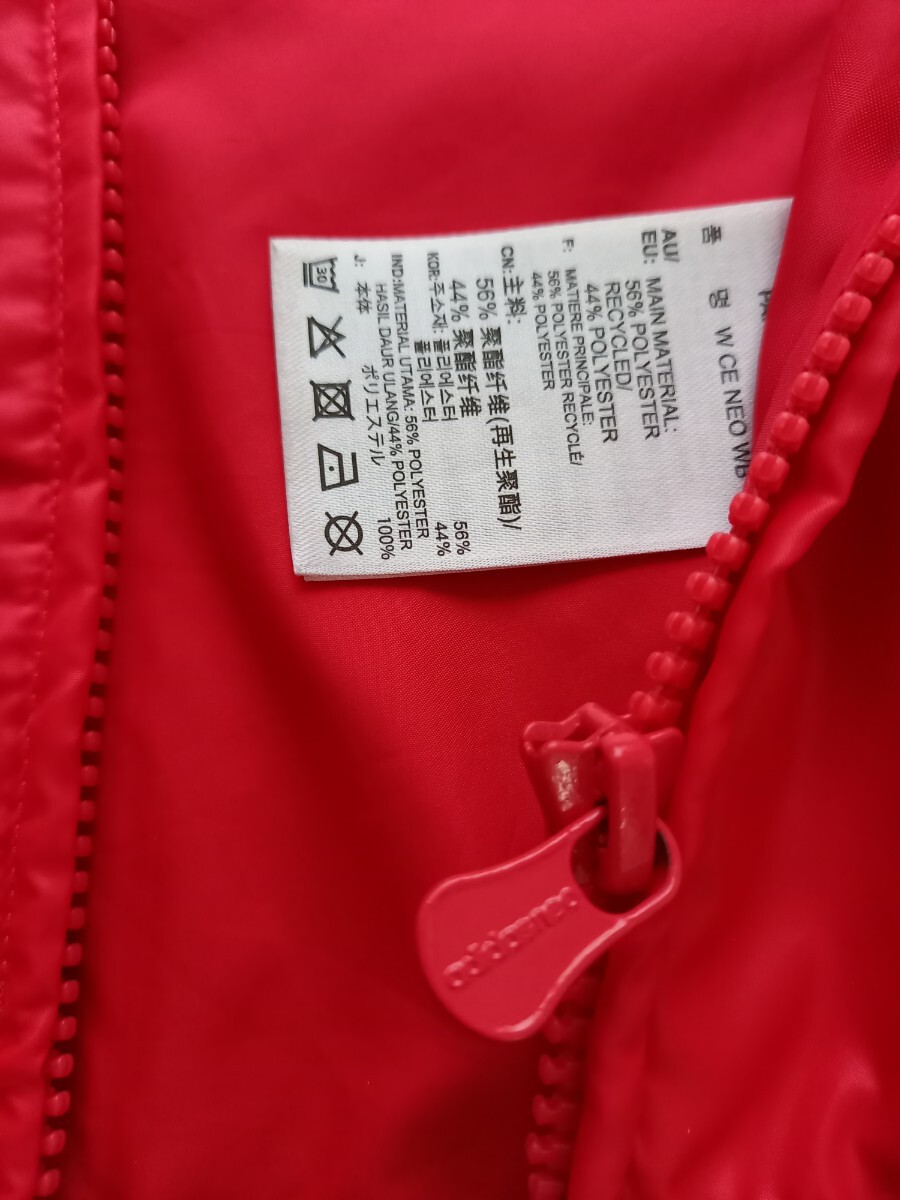 품 명 W CE NEO WB
AU/
EU: MAIN MATERIAL:
56% POLYESTER
RECYCLED/
44% POLYESTER
F: MATIERE PRINCIPALE:
56% POLYESTER RECYCLÉ/
44% POLYESTER
CN:主料:
56% 聚酯纤维(再生聚酯)/
44% 聚酯纤维
KOR:주소재: 폴리에스터 56%
폴리에스터 44%
IND:MATERIAL UTAMA: 56% POLYESTER
HASIL DAUR ULANG/44% POLYESTER
J: 本体 ポリエステル 100%
30
adidas neo